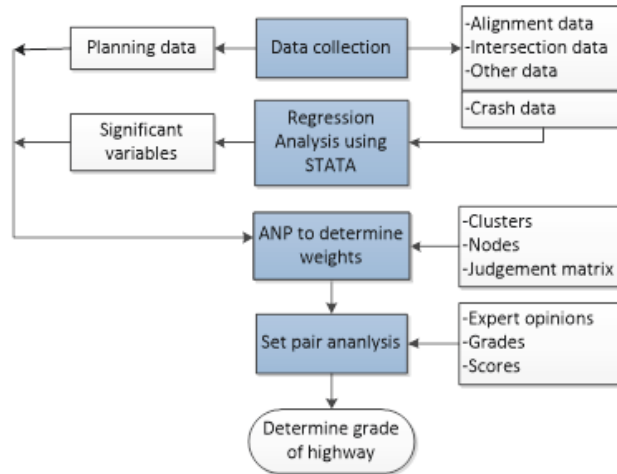 Planning data
Data collection
-Alignment data
-Intersection data
-Other data
-Crash data
Significant
variables
Regression
Analysis using
STATA
ANP to determine
weights
-Clusters
-Nodes
-Judgement matrix
Set pair ananlysis
-Expert opinions
-Grades
-Scores
Determine grade
of highway